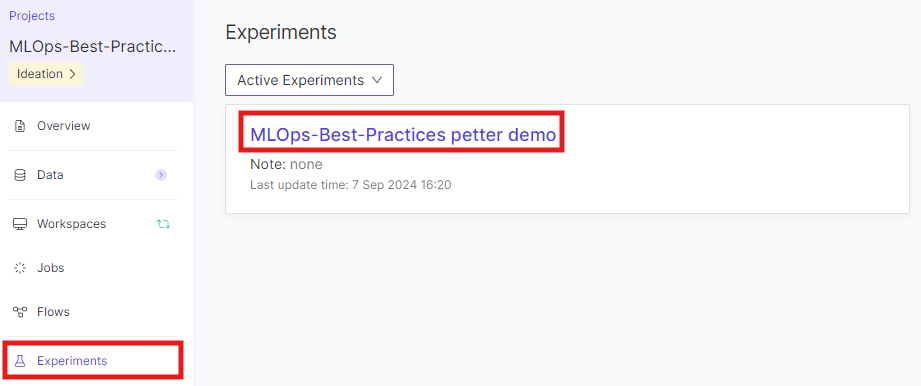 Projects
MLOps-Best-Practic...
Ideation
Overview
Data
Workspaces
Jobs
Flows
Experiments
Experiments
Active Experiments
MLOps-Best-Practices petter demo
Note: none
Last update time: 7 Sep 2024 16:20